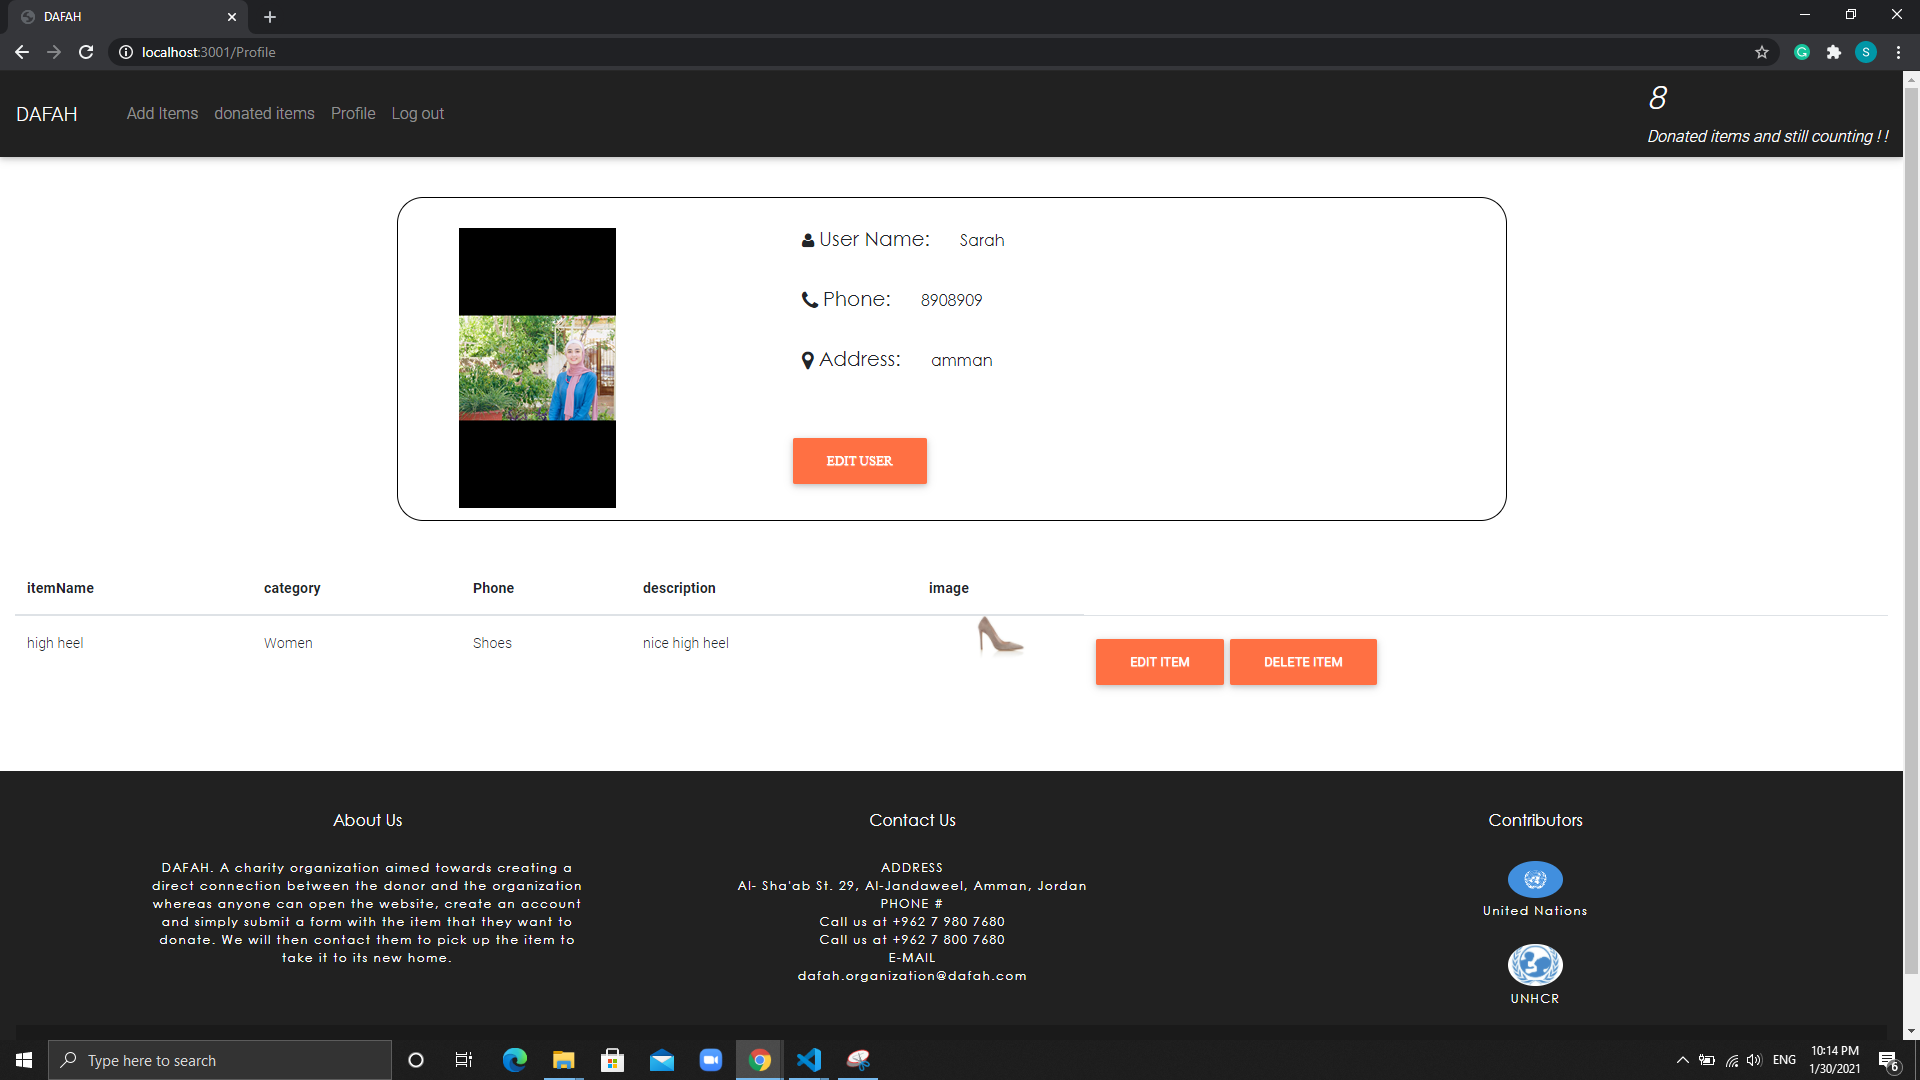 DAFAH
localhost:3001/Profile
S
DAFAH
Add Items
donated items
Profile
Log out
8
Donated items and still counting ! !
User Name: Sarah
Phone: 8908909
Address: amman
EDIT USER
itemName category Phone description image
high heel Women Shoes nice high heel
EDIT ITEM
DELETE ITEM
About Us
DAFAH. A charity organization aimed towards creating a
direct connection between the donor and the organization
whereas anyone can open the website, create an account
and simply submit a form with the item that they want to
donate. We will then contact them to pick up the item to
take it to its new home.
Contact Us
ADDRESS
Al- Sha'ab St. 29, Al-Jandaweel, Amman, Jordan
PHONE #
Call us at +962 7 980 7680
Call us at +962 7 800 7680
E-MAIL
dafah.organization@dafah.com
Contributors
United Nations
UNHCR
Type here to search
ENG
10:14 PM
1/30/2021
6